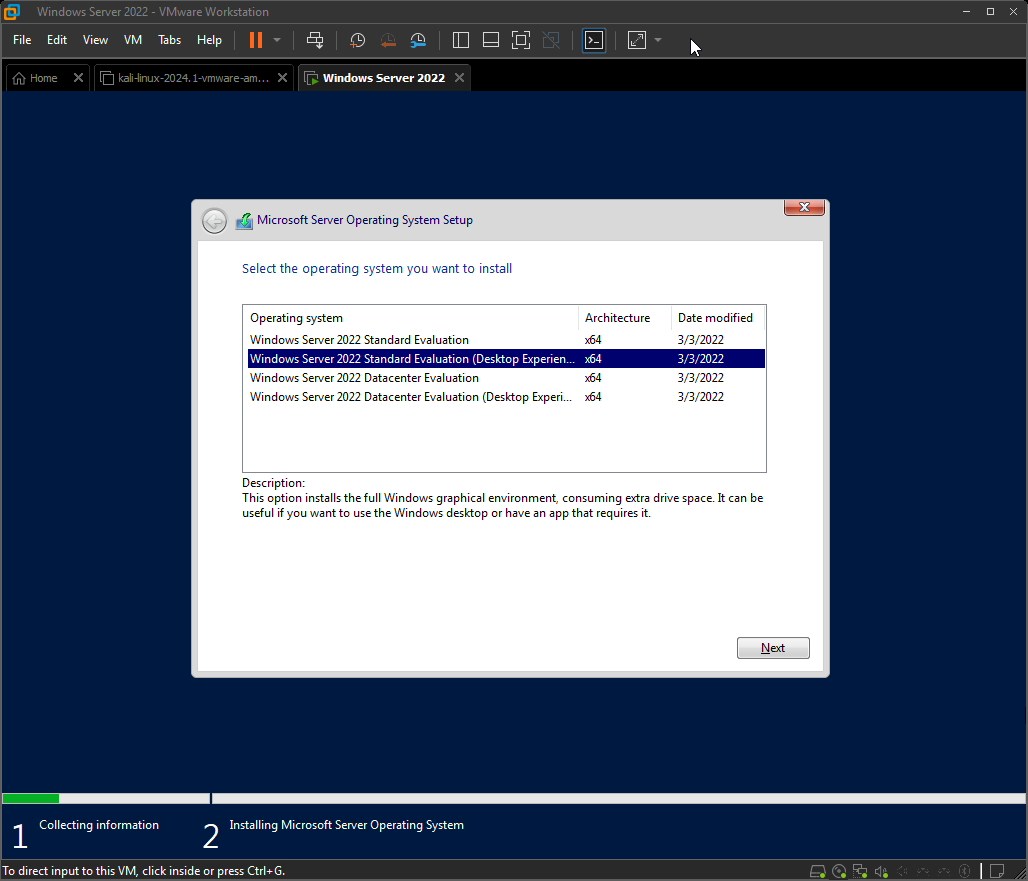 Windows Server 2022 - VMware Workstation
File Edit View VM Tabs Help
Home kali-linux-2024.1-vmware-am... Windows Server 2022
Microsoft Server Operating System Setup
Select the operating system you want to install
Operating system Architecture Date modified
Windows Server 2022 Standard Evaluation x64 3/3/2022
Windows Server 2022 Standard Evaluation (Desktop Experien... x64 3/3/2022
Windows Server 2022 Datacenter Evaluation x64 3/3/2022
Windows Server 2022 Datacenter Evaluation (Desktop Experi... x64 3/3/2022
Description:
This option installs the full Windows graphical environment, consuming extra drive space. It can be
useful if you want to use the Windows desktop or have an app that requires it.
Next
1 Collecting information 2 Installing Microsoft Server Operating System
To direct input to this VM, click inside or press Ctrl+G.